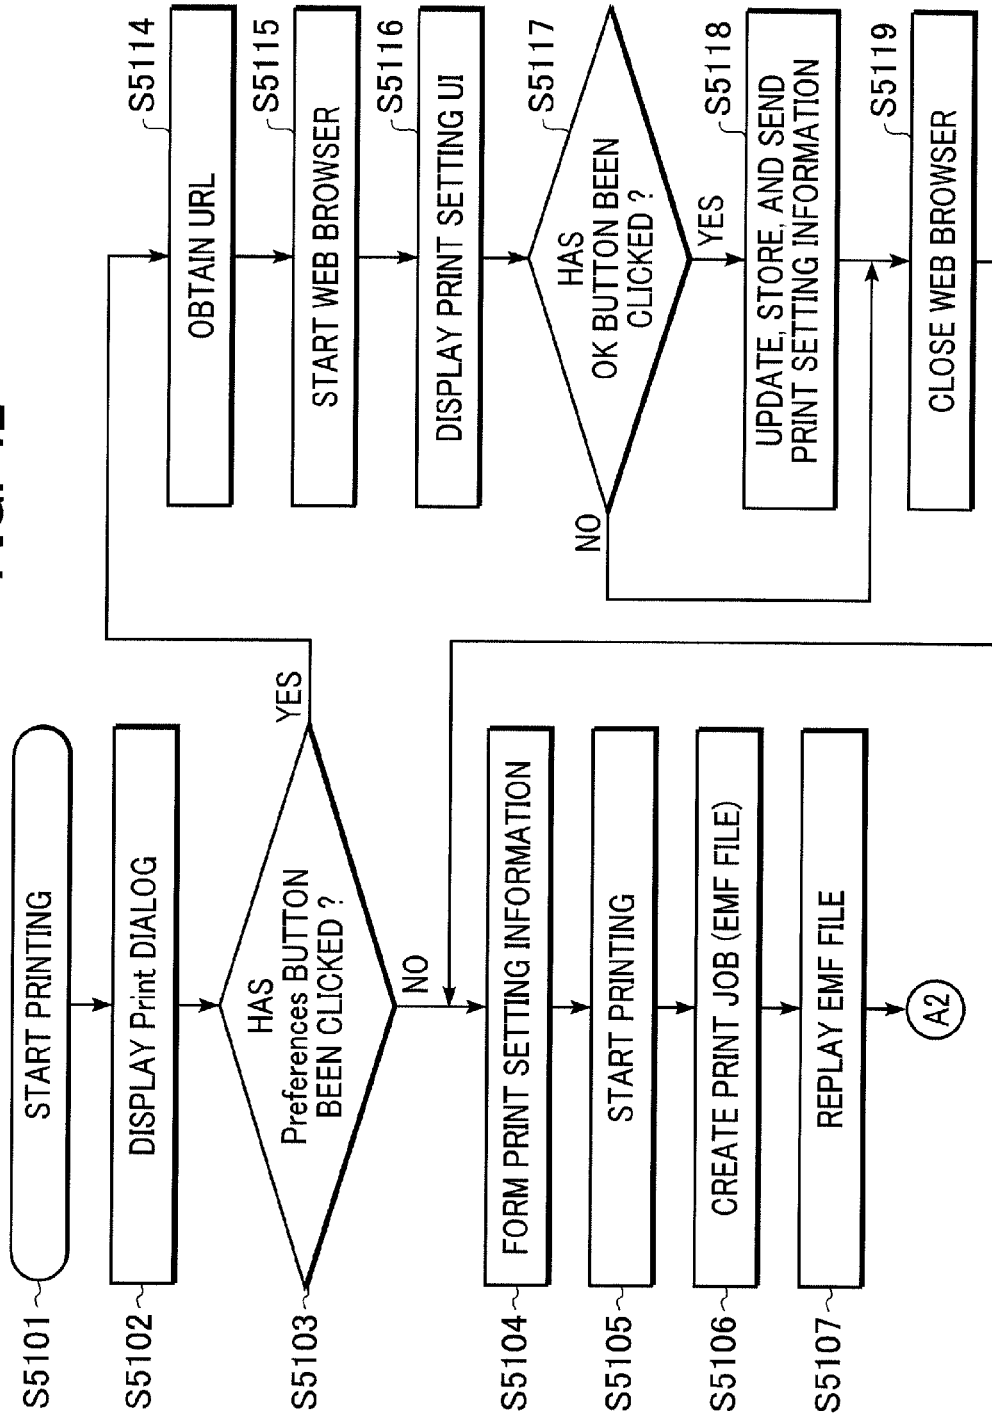 S5101
START PRINTING
S5102
DISPLAY Print DIALOG
S5103
HAS
Preferences BUTTON
BEEN CLICKED ?
YES
NO
S5104
FORM PRINT SETTING INFORMATION
S5105
START PRINTING
S5106
CREATE PRINT JOB (EMF FILE)
S5107
REPLAY EMF FILE
A2
S5114
OBTAIN URL
S5115
START WEB BROWSER
S5116
DISPLAY PRINT SETTING UI
S5117
HAS
OK BUTTON BEEN
CLICKED ?
NO
YES
S5118
UPDATE, STORE, AND SEND
PRINT SETTING INFORMATION
S5119
CLOSE WEB BROWSER